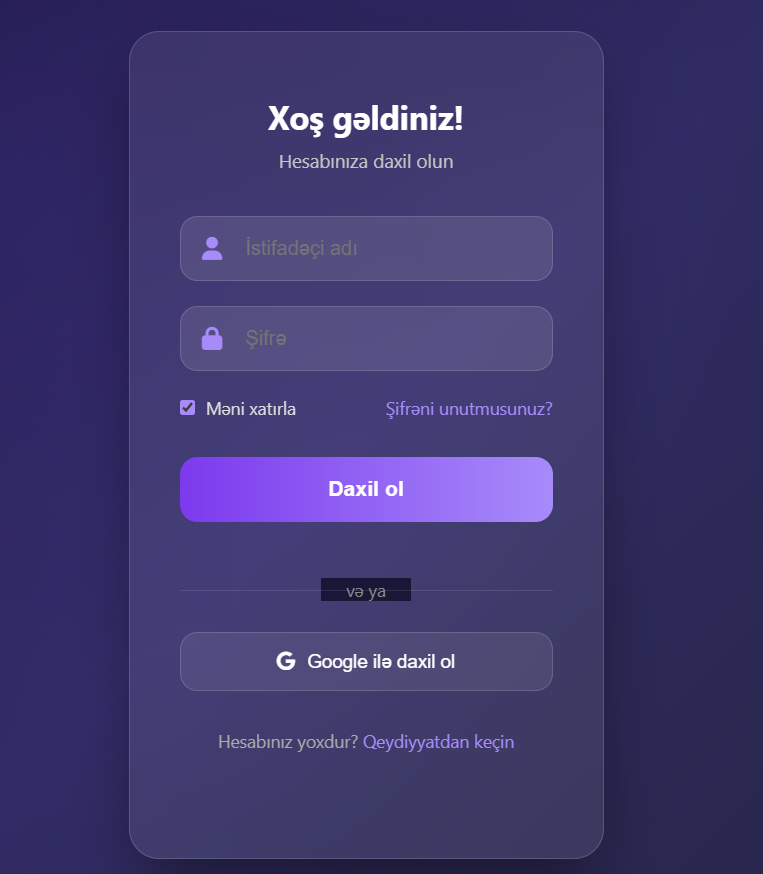 Xoş gəldiniz!
Hesabınıza daxil olun
İstifadəçi adı
Şifrə
Məni xatırla Şifrəni unutmusunuz?
Daxil ol
və ya
Google ilə daxil ol
Hesabınız yoxdur? Qeydiyyatdan keçin